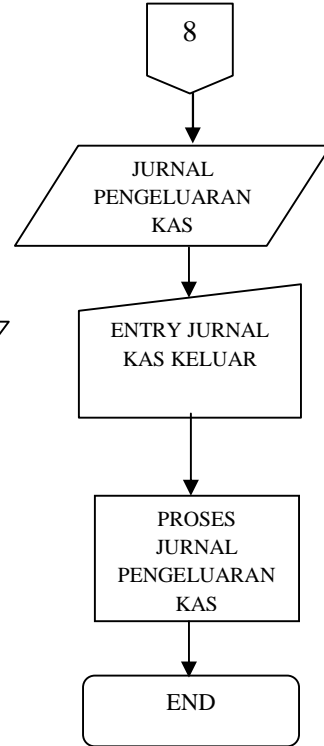 8
JURNAL
PENGELUARAN
KAS
ENTRY JURNAL
KAS KELUAR
PROSES
JURNAL
PENGELUARAN
KAS
END